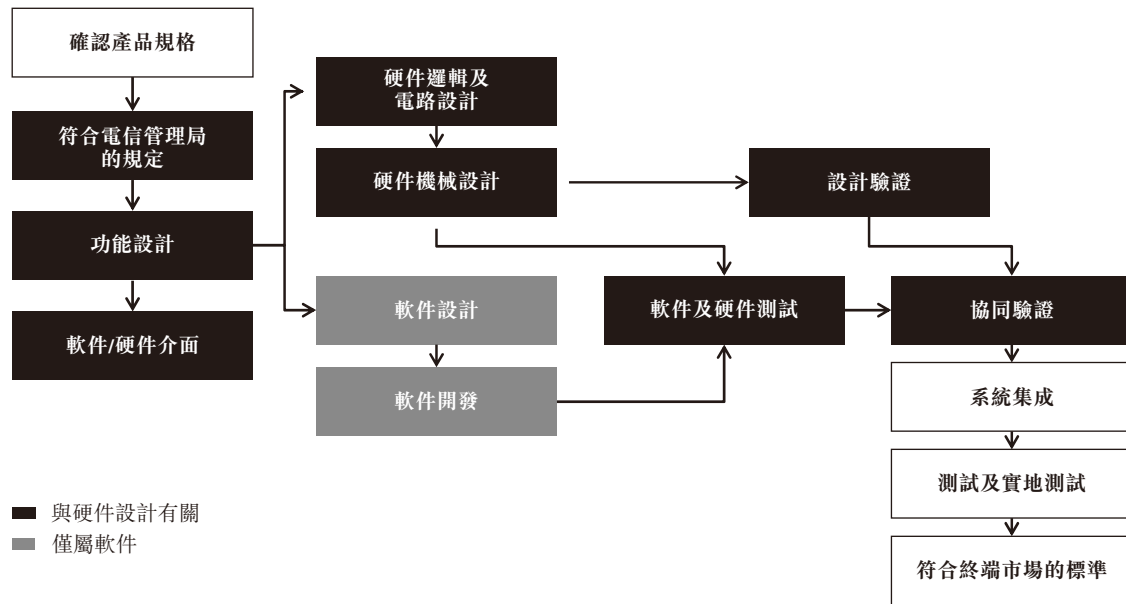 確認產品規格
符合電信管理局
的規定
功能設計
軟件/硬件介面
硬件邏輯及
電路設計
硬件機械設計
軟件設計
軟件開發
設計驗證
軟件及硬件測試
協同驗證
系統集成
測試及實地測試
符合終端市場的標準
與硬件設計有關
僅屬軟件